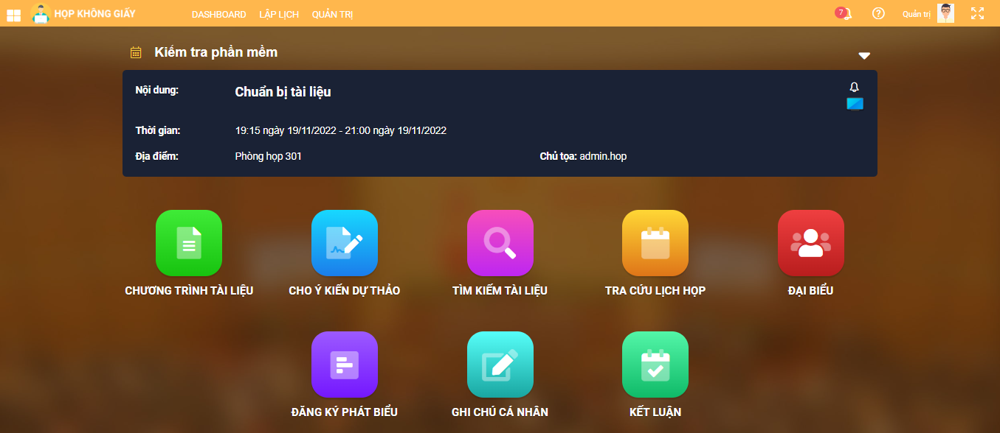 HỌP KHÔNG GIẤY DASHBOARD LẬP LỊCH QUẢN TRỊ 7 Quản trị
Kiểm tra phần mềm
Nội dung: Chuẩn bị tài liệu
Thời gian: 19:15 ngày 19/11/2022 - 21:00 ngày 19/11/2022
Địa điểm: Phòng họp 301 Chủ tọa: admin.hop
CHƯƠNG TRÌNH TÀI LIỆU CHO Ý KIẾN DỰ THẢO TÌM KIẾM TÀI LIỆU TRA CỨU LỊCH HỌP ĐẠI BIỂU
ĐĂNG KÝ PHÁT BIỂU GHI CHÚ CÁ NHÂN KẾT LUẬN